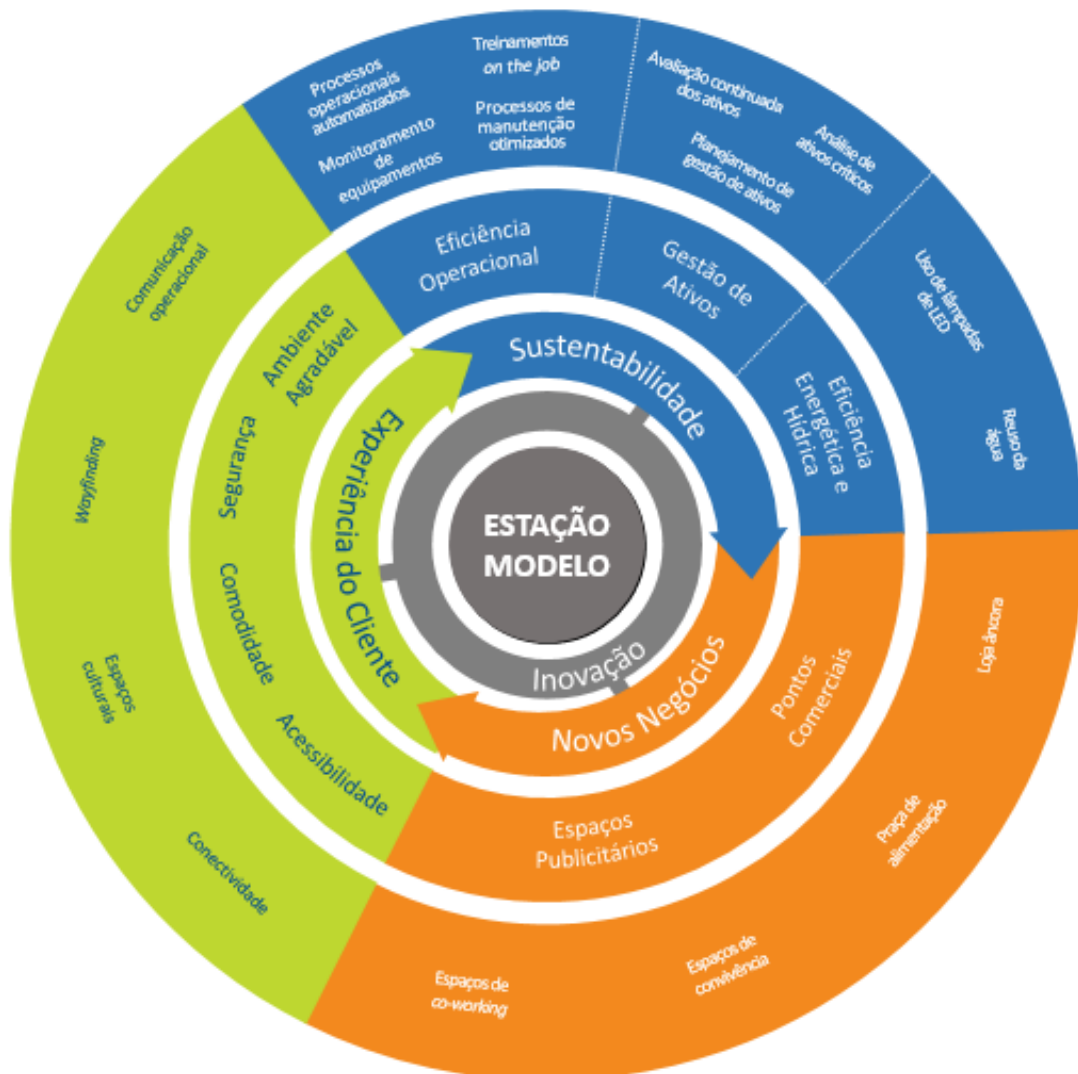 Processos
operacionais
automatizados
Treinamentos
on the job
Monitoramento
de
equipamentos
Processos de
manutenção
otimizados
Avaliação continuada
dos ativos
Análise de
ativos críticos
Planejamento de
gestão de ativos
Uso de lâmpadas
de LED
Reuso da
água
Eficiência
Operacional
Gestão de
Ativos
Eficiência
Energética e
Hídrica
Sustentabilidade
Comunicação
operacional
Wayfinding
Espaços
culturais
Conectividade
Ambiente
Agradável
Segurança
Comodidade
Acessibilidade
Experiência do Cliente
ESTAÇÃO
MODELO
Inovação
Novos Negócios
Pontos
Comerciais
Espaços
Publicitários
Loja âncora
Praça de
alimentação
Espaços de
convivência
Espaços de
co-working